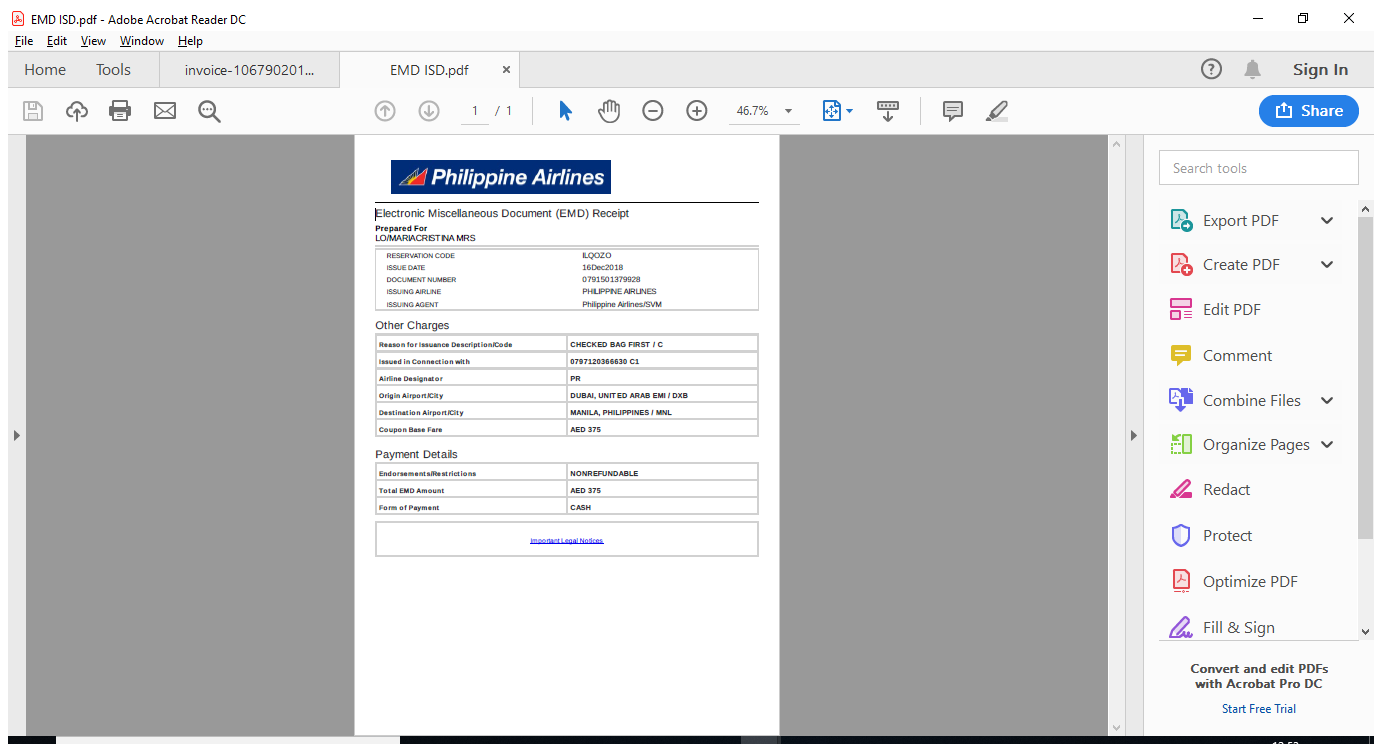 EMD ISD.pdf - Adobe Acrobat Reader DC
File Edit View Window Help
Home Tools invoice-106790201... EMD ISD.pdf Sign In
1 / 1 46.7% Share
Philippine Airlines
Electronic Miscellaneous Document (EMD) Receipt
Prepared For
LO/MARIACRISTINA MRS
RESERVATION CODE ILQOZO
ISSUE DATE 16Dec2018
DOCUMENT NUMBER 0791501379928
ISSUING AIRLINE PHILIPPINE AIRLINES
ISSUING AGENT Philippine Airlines/SVM
Other Charges
Reason for Issuance Description/Code CHECKED BAG FIRST / C
Issued in Connection with 0797120366630 C1
Airline Designator PR
Origin Airport/City DUBAI, UNITED ARAB EMI / DXB
Destination Airport/City MANILA, PHILIPPINES / MNL
Coupon Base Fare AED 375
Payment Details
Endorsements/Restrictions NONREFUNDABLE
Total EMD Amount AED 375
Form of Payment CASH
Important Legal Notices
Search tools
Export PDF
Create PDF
Edit PDF
Comment
Combine Files
Organize Pages
Redact
Protect
Optimize PDF
Fill & Sign
Convert and edit PDFs
with Acrobat Pro DC
Start Free Trial